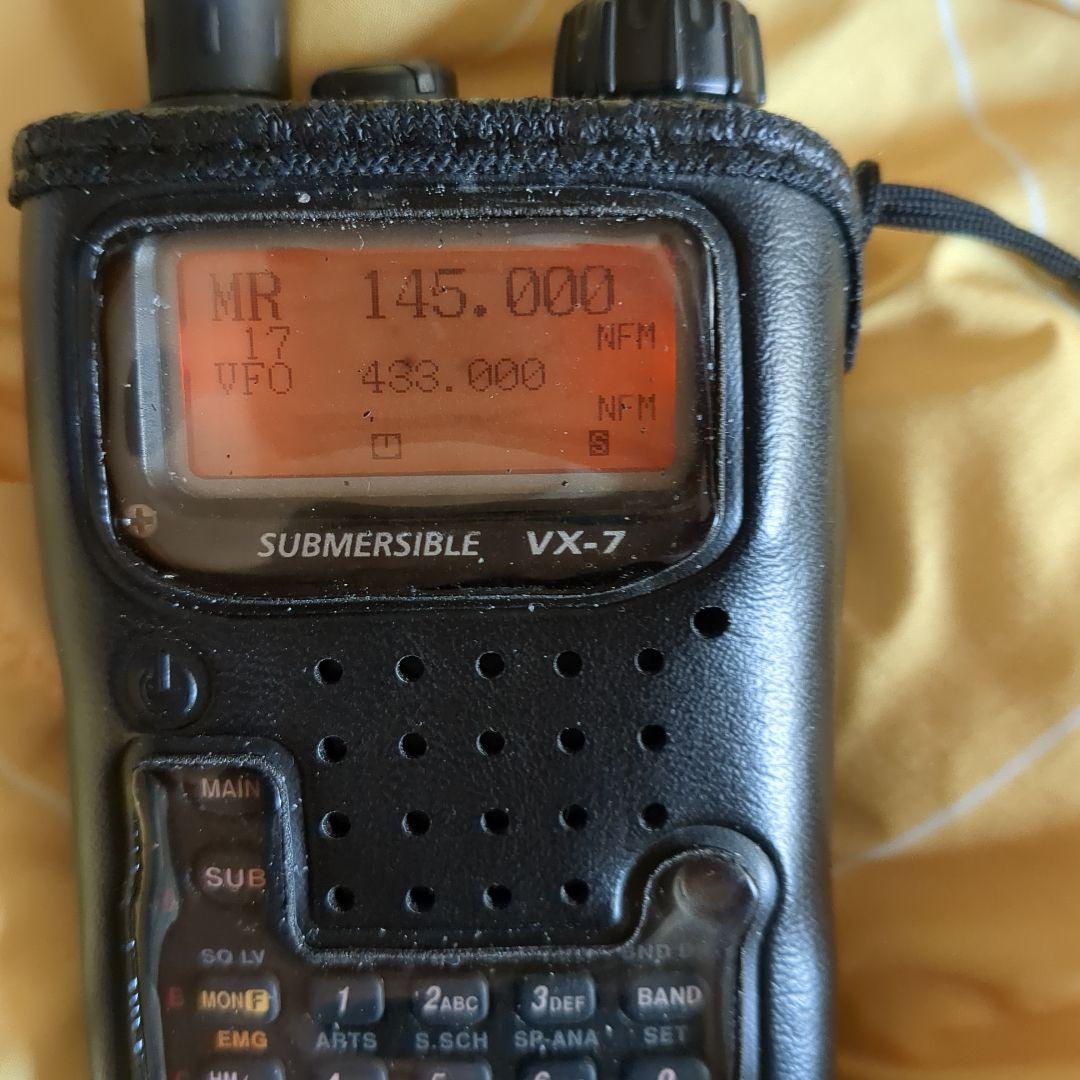 MR 145.000
17 NFM
VFO 433.000
NFM
S
SUBMERSIBLE VX-7
MAIN
SUB
SQ LV
MON F 1 2ABC 3DEF BAND
EMG ARTS S.SCH SP-ANA SET